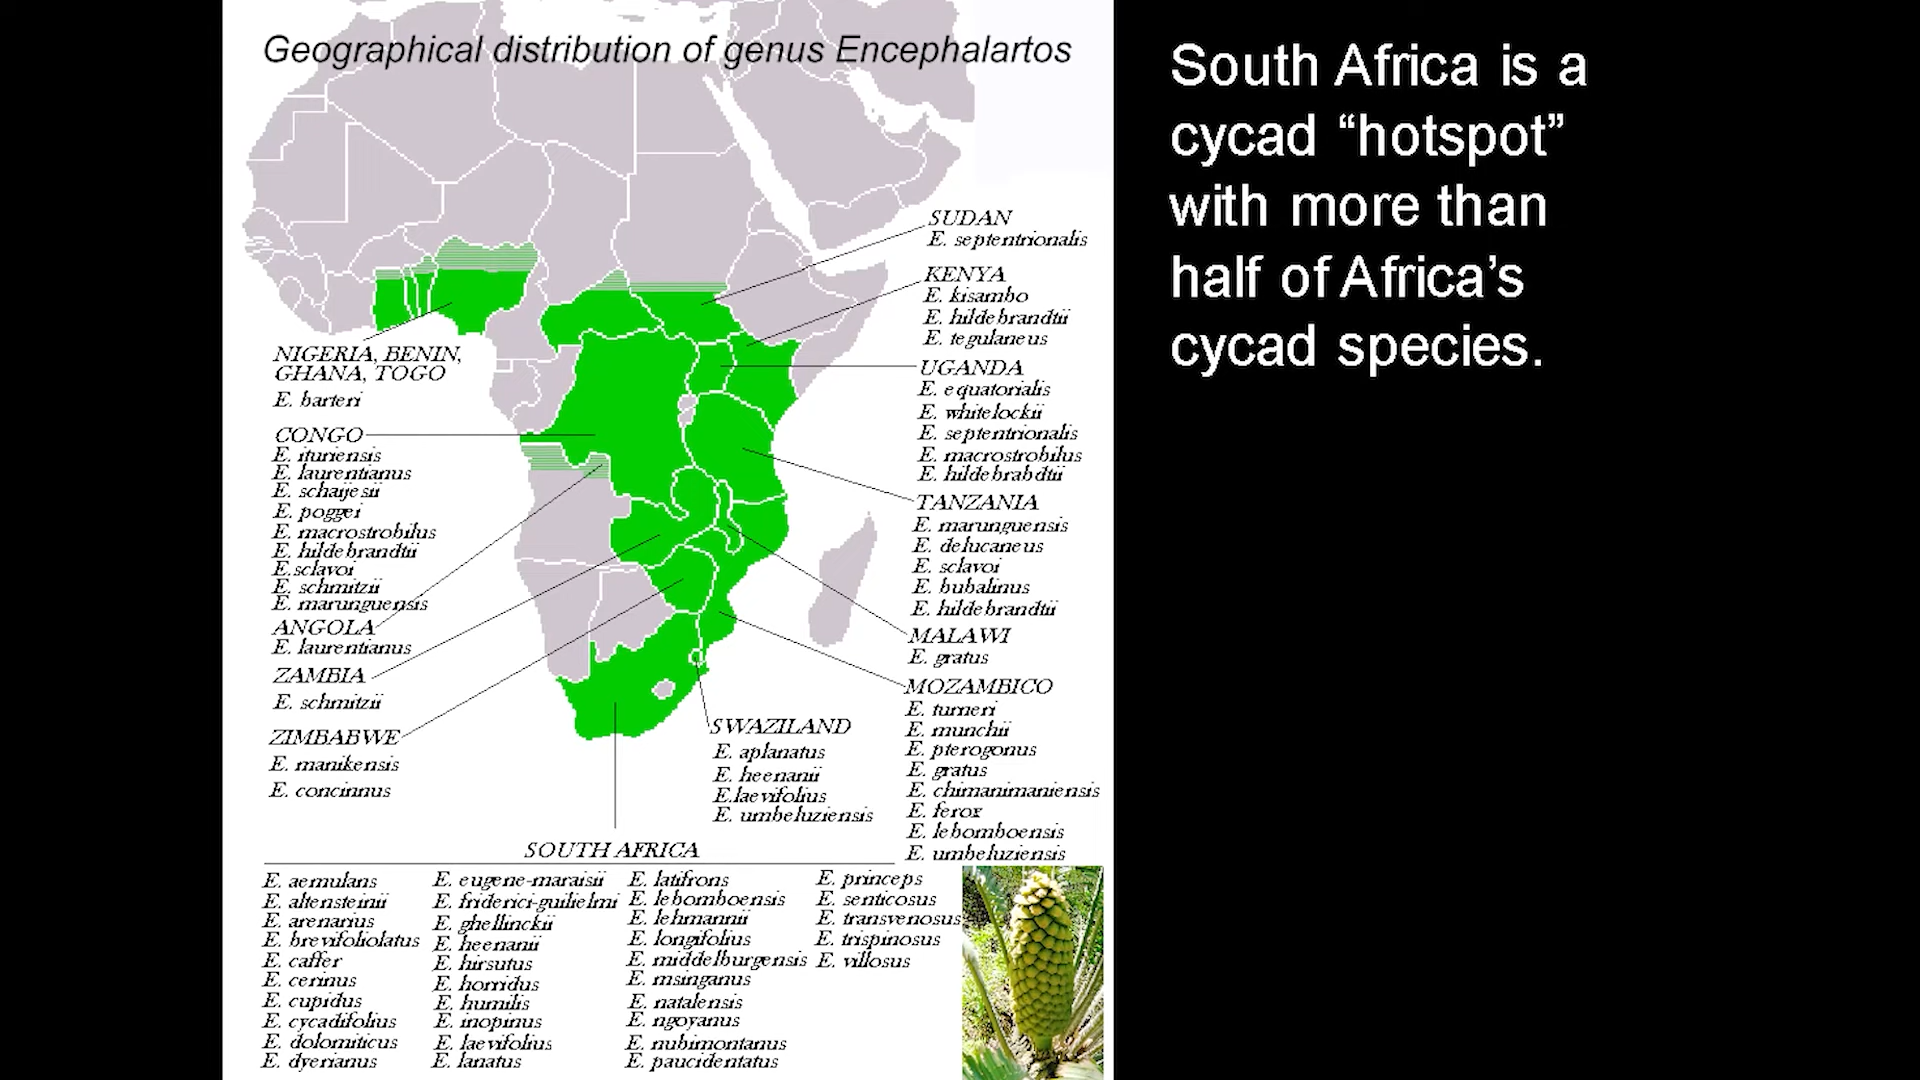 Geographical distribution of genus Encephalartos
South Africa is a
cycad “hotspot”
with more than
half of Africa’s
cycad species.
SUDAN
E. septentrionalis
KENYA
E. kisambo
E. hildebrandtii
E. tegulaneus
UGANDA
E. equatorialis
E. whitelockii
E. septentrionalis
E. macrostrobilus
E. hildebrabdtii
TANZANIA
E. marunguensis
E. delucaneus
E. sclavoi
E. bubalinus
E. hildebrandtii
MALAWI
E. gratus
MOZAMBICO
E. turneri
E. munchii
E. pterogonus
E. gratus
E. chimanimaniensis
E. ferox
E. lebomboensis
E. umbeluziensis
NIGERIA, BENIN,
GHANA, TOGO
E. barteri
CONGO
E. ituriensis
E. laurentianus
E. schaijesii
E. poggei
E. macrostrobilus
E. hildebrandtii
E.sclavoi
E. schmitzii
E. marunguensis
ANGOLA
E. laurentianus
ZAMBIA
E. schmitzii
ZIMBABWE
E. manikensis
E. concinnus
SWAZILAND
E. aplanatus
E. heenanii
E.laevifolius
E. umbeluziensis
SOUTH AFRICA
E. aemulans
E. altensteinii
E. arenarius
E. brevifoliolatus
E. caffer
E. cerinus
E. cupidus
E. cycadifolius
E. dolomiticus
E. dyerianus
E. eugene-maraisii
E. friderici-guilielmi
E. ghellinckii
E. heenanii
E. hirsutus
E. horridus
E. humilis
E. inopinus
E. laevifolius
E. lanatus
E. latifrons
E. lebomboensis
E. lehmannii
E. longifolius
E. middelburgensis
E. msinganus
E. natalensis
E. ngoyanus
E. nubimontanus
E. paucidentatus
E. princeps
E. senticosus
E. transvenosus
E. trispinosus
E. villosus